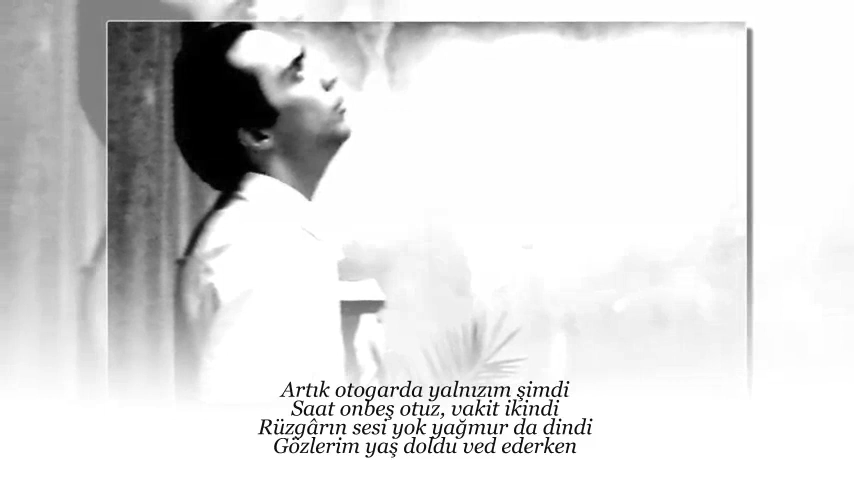 Artık otogarda yalnızım şimdi
Saat onbeş otuz, vakit ikindi
Rüzgârın sesi yok yağmur da dindi
Gözlerim yaş doldu ved ederken